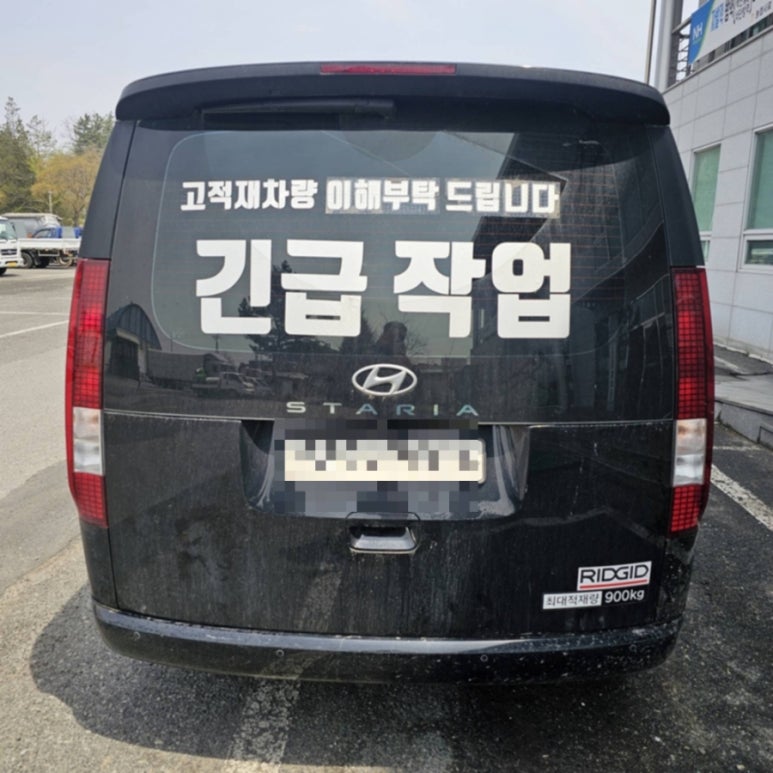 NH
고적재차량 이해부탁 드립니다
긴급 작업
STARIA
RIDGID
최대적재량 900kg